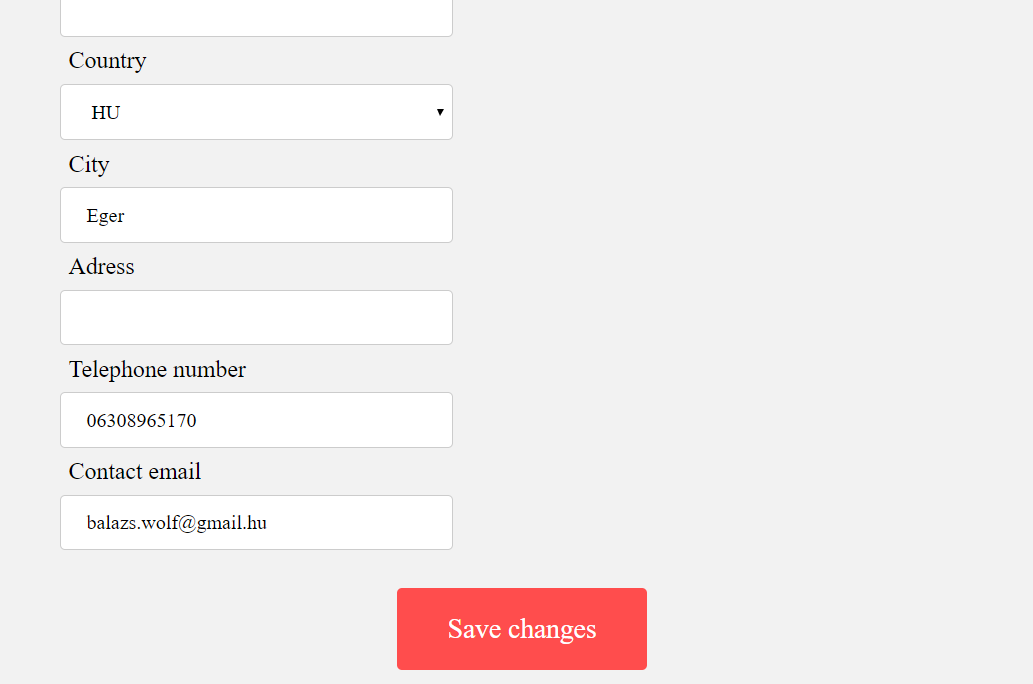 Country
HU
City
Eger
Adress
Telephone number
06308965170
Contact email
balazs.wolf@gmail.hu
Save changes